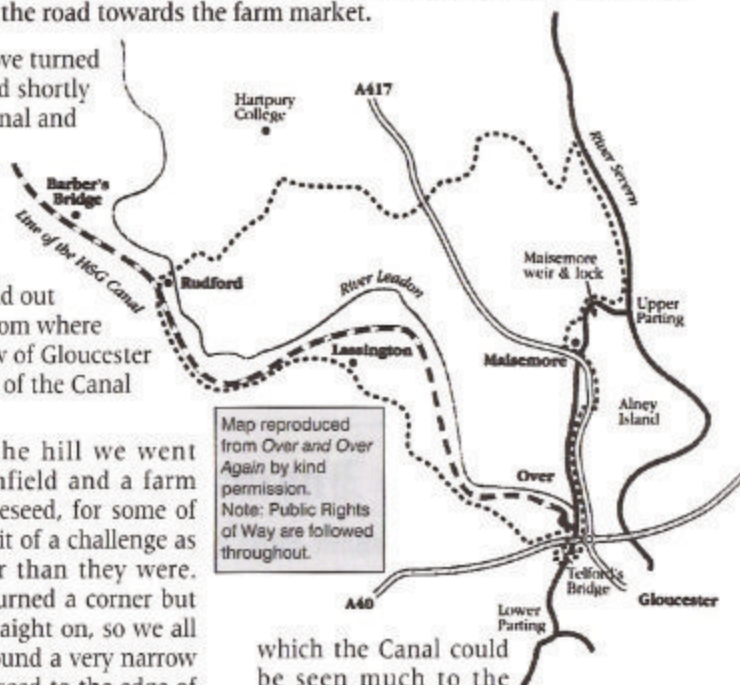 the road towards the farm market.
ve turned
d shortly
nal and
d out
om where
w of Gloucester
of the Canal
he hill we went
nfield and a farm
eseed, for some of
it of a challenge as
r than they were.
urned a corner but
aight on, so we all
ound a very narrow
A417
Hartpury
College
River Severn
Barber's
Bridge
Line of the H&G Canal
Rudford
River Leadon
Maisemore
weir & lock
Upper
Parting
Lassington
Maisemore
Alney
Island
Map reproduced
from Over and Over
Again by kind
permission.
Note: Public Rights
of Way are followed
throughout.
Over
Telford's
Bridge
A40
Gloucester
Lower
Parting
which the Canal could
be seen much to the